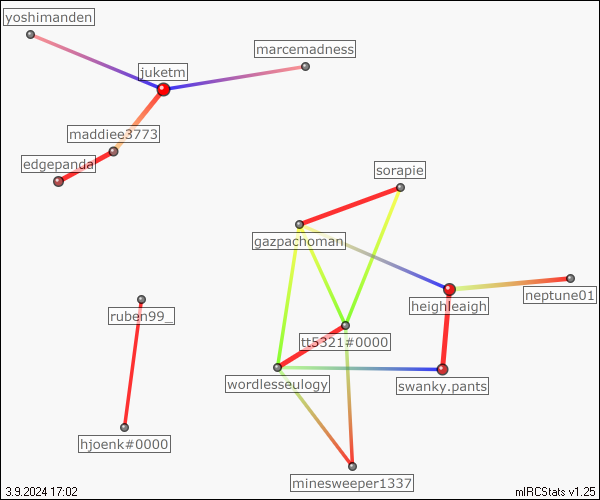 yoshimanden
marcemadness
juketm
maddiee3773
edgepanda
sorapie
gazpachoman
neptune01
heighleaigh
ruben99_
tt5321#0000
wordlesseulogy
swanky.pants
hjoenk#0000
minesweeper1337
3.9.2024 17:02
mIRCStats v1.25